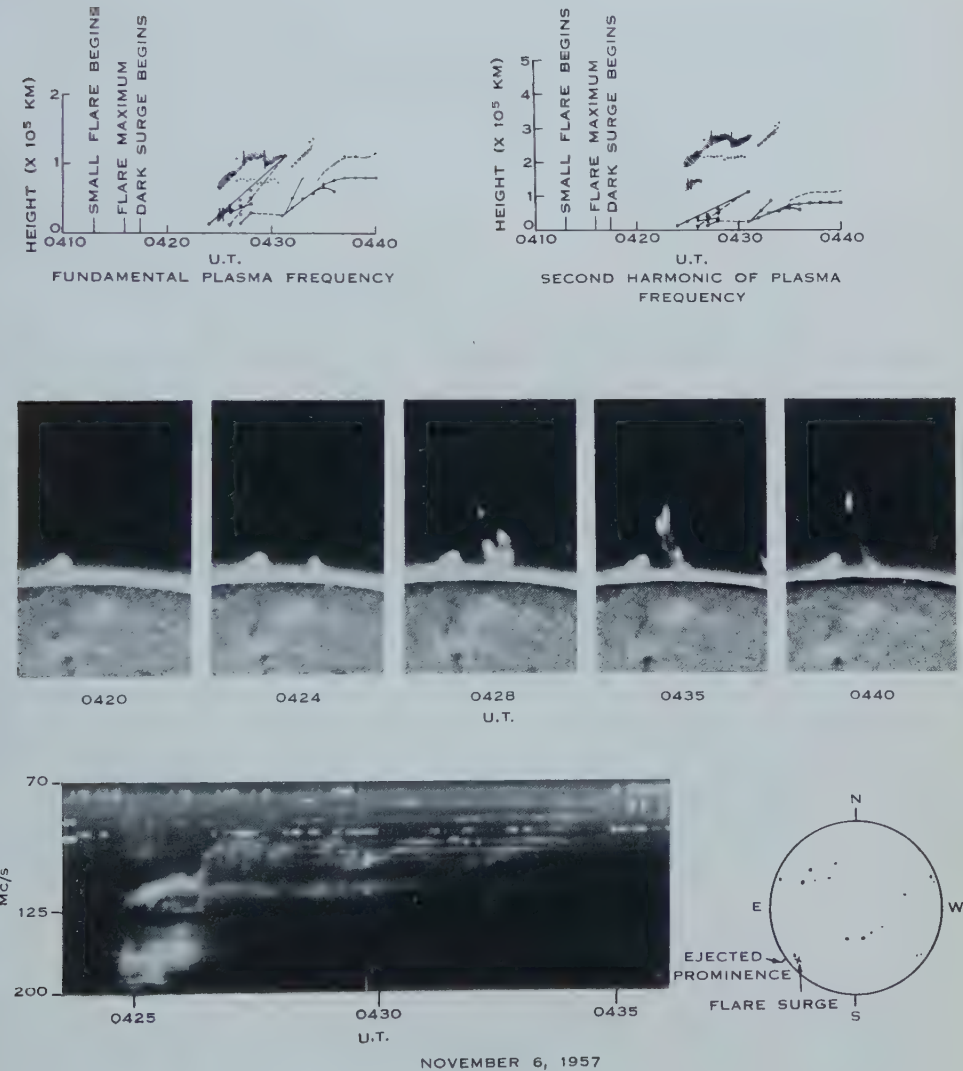 HEIGHT (X 10⁵ KM)
2
1
0
SMALL FLARE BEGINS
FLARE MAXIMUM
DARK SURGE BEGINS
0410
0420
0430
0440
U.T.
FUNDAMENTAL PLASMA FREQUENCY
HEIGHT (X 10⁵ KM)
5
4
3
2
1
0
SMALL FLARE BEGINS
FLARE MAXIMUM
DARK SURGE BEGINS
0410
0420
0430
0440
U.T.
SECOND HARMONIC OF PLASMA
FREQUENCY
0420
0424
0428
0435
0440
U.T.
MC/S
70
125
200
0425
0430
0435
U.T.
N
E
W
S
EJECTED
PROMINENCE
FLARE SURGE
NOVEMBER 6, 1957